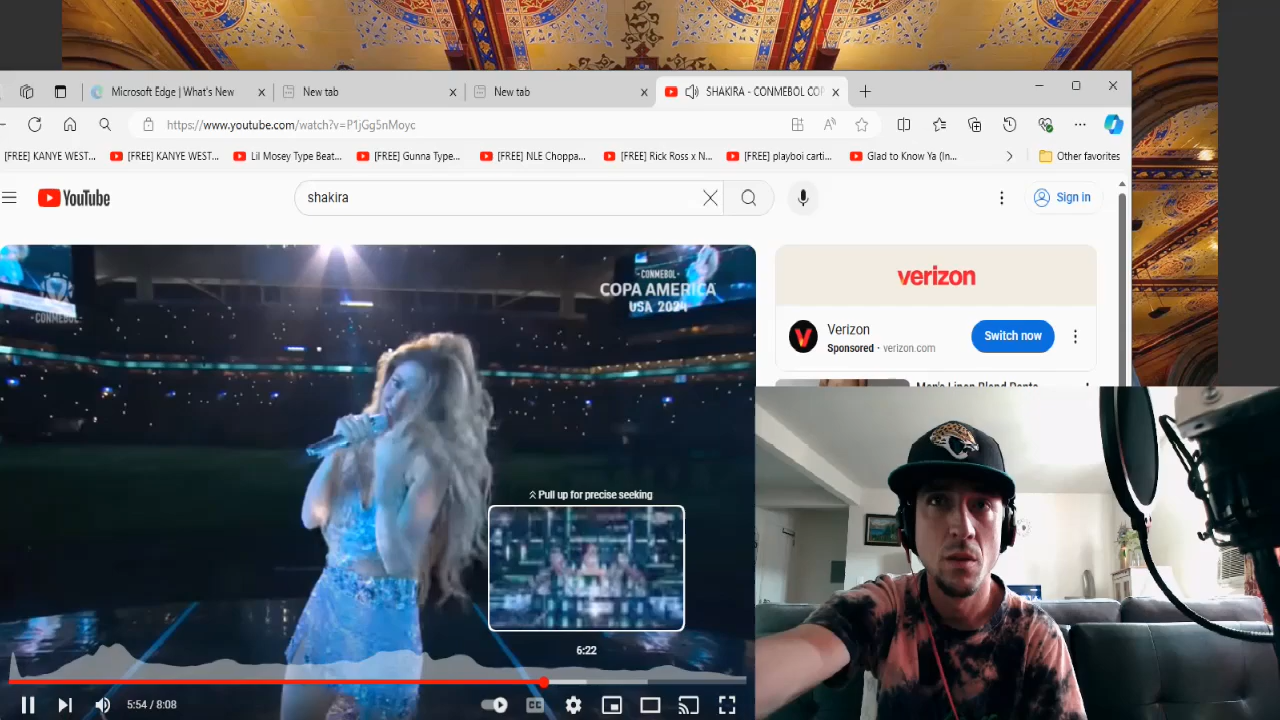 Microsoft Edge | What's New
New tab
New tab
SHAKIRA - CONMEBOL COP
https://www.youtube.com/watch?v=P1jGg5nMoyc
[FREE] KANYE WEST...
[FREE] KANYE WEST...
Lil Mosey Type Beat...
[FREE] Gunna Type...
[FREE] NLE Choppa...
[FREE] Rick Ross x N...
[FREE] playboi carti...
Glad to Know Ya (In...
Other favorites
YouTube
shakira
Sign in
CONMEBOL
COPA AMERICA
USA 2024
CONMEBOL
verizon
Verizon
Sponsored · verizon.com
Switch now
Men's Linen Blend Pants
Pull up for precise seeking
6:22
5:54 / 8:08
CC